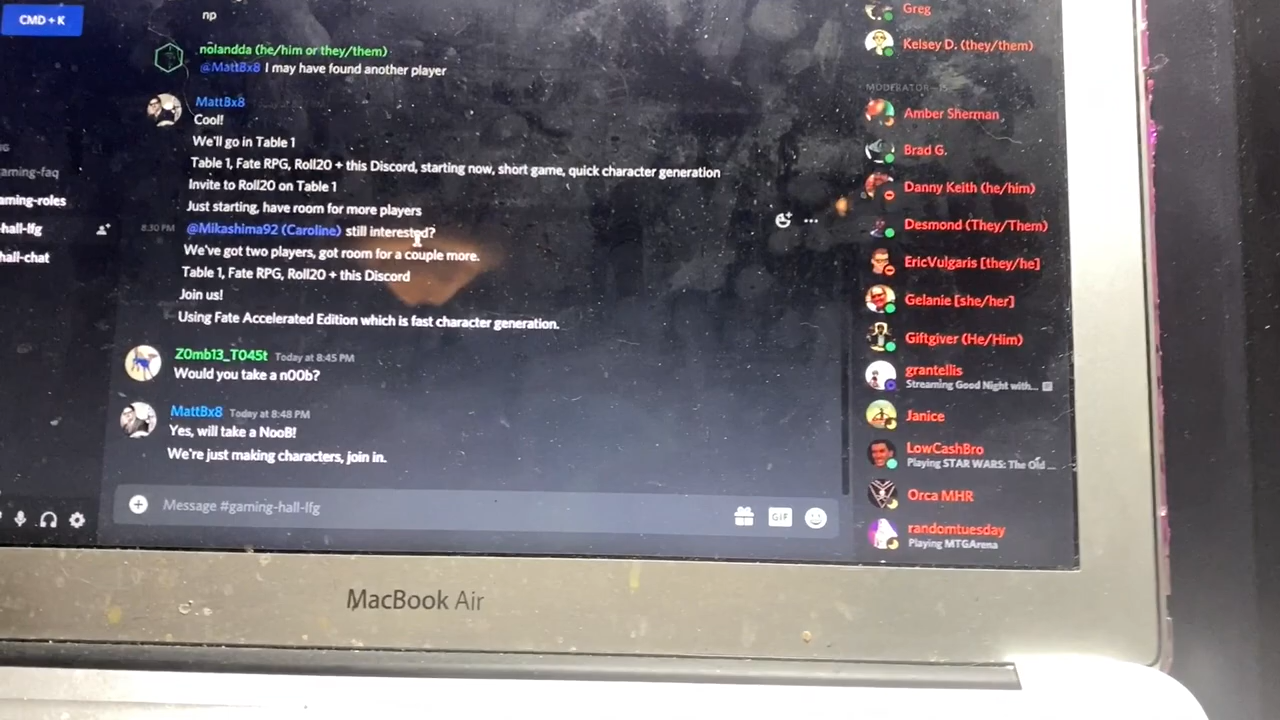 CMD + K
np
nolandda (he/him or they/them)
@MattBx8 I may have found another player
MattBx8
Cool!
We'll go in Table 1
Table 1, Fate RPG, Roll20 + this Discord, starting now, short game, quick character generation
Invite to Roll20 on Table 1
Just starting, have room for more players
8:30 PM @Mikashima92 (Caroline) still interested?
We've got two players, got room for a couple more.
Table 1, Fate RPG, Roll20 + this Discord
Join us!
Using Fate Accelerated Edition which is fast character generation.
Z0mb13_T045t Today at 8:45 PM
Would you take a n00b?
MattBx8 Today at 8:48 PM
Yes, will take a NooB!
We're just making characters, join in.
Message #gaming-hall-lfg
GIF
G
aming-faq
aming-roles
-hall-lfg
hall-chat
Greg
Kelsey D. (they/them)
MODERATOR—15
Amber Sherman
Brad G.
Danny Keith (he/him)
Desmond (They/Them)
EricVulgaris [they/he]
Gelanie [she/her]
Giftgiver (He/Him)
grantellis
Streaming Good Night with...
Janice
LowCashBro
Playing STAR WARS: The Old ...
Orca MHR
randomtuesday
Playing MTGArena
MacBook Air